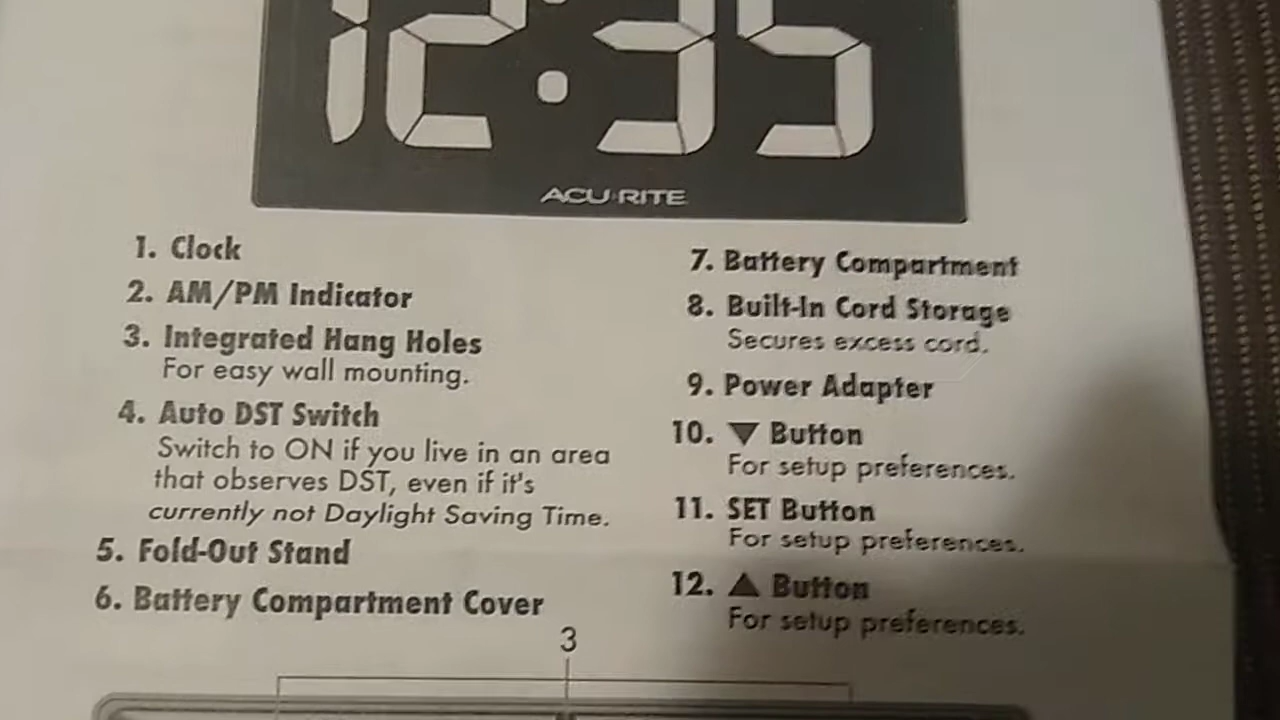 12:35
ACU·RITE
1. Clock
2. AM/PM Indicator
3. Integrated Hang Holes
For easy wall mounting.
4. Auto DST Switch
Switch to ON if you live in an area
that observes DST, even if it's
currently not Daylight Saving Time.
5. Fold-Out Stand
6. Battery Compartment Cover
7. Battery Compartment
8. Built-In Cord Storage
Secures excess cord.
9. Power Adapter
10. ▼ Button
For setup preferences.
11. SET Button
For setup preferences.
12. ▲ Button
For setup preferences.
3